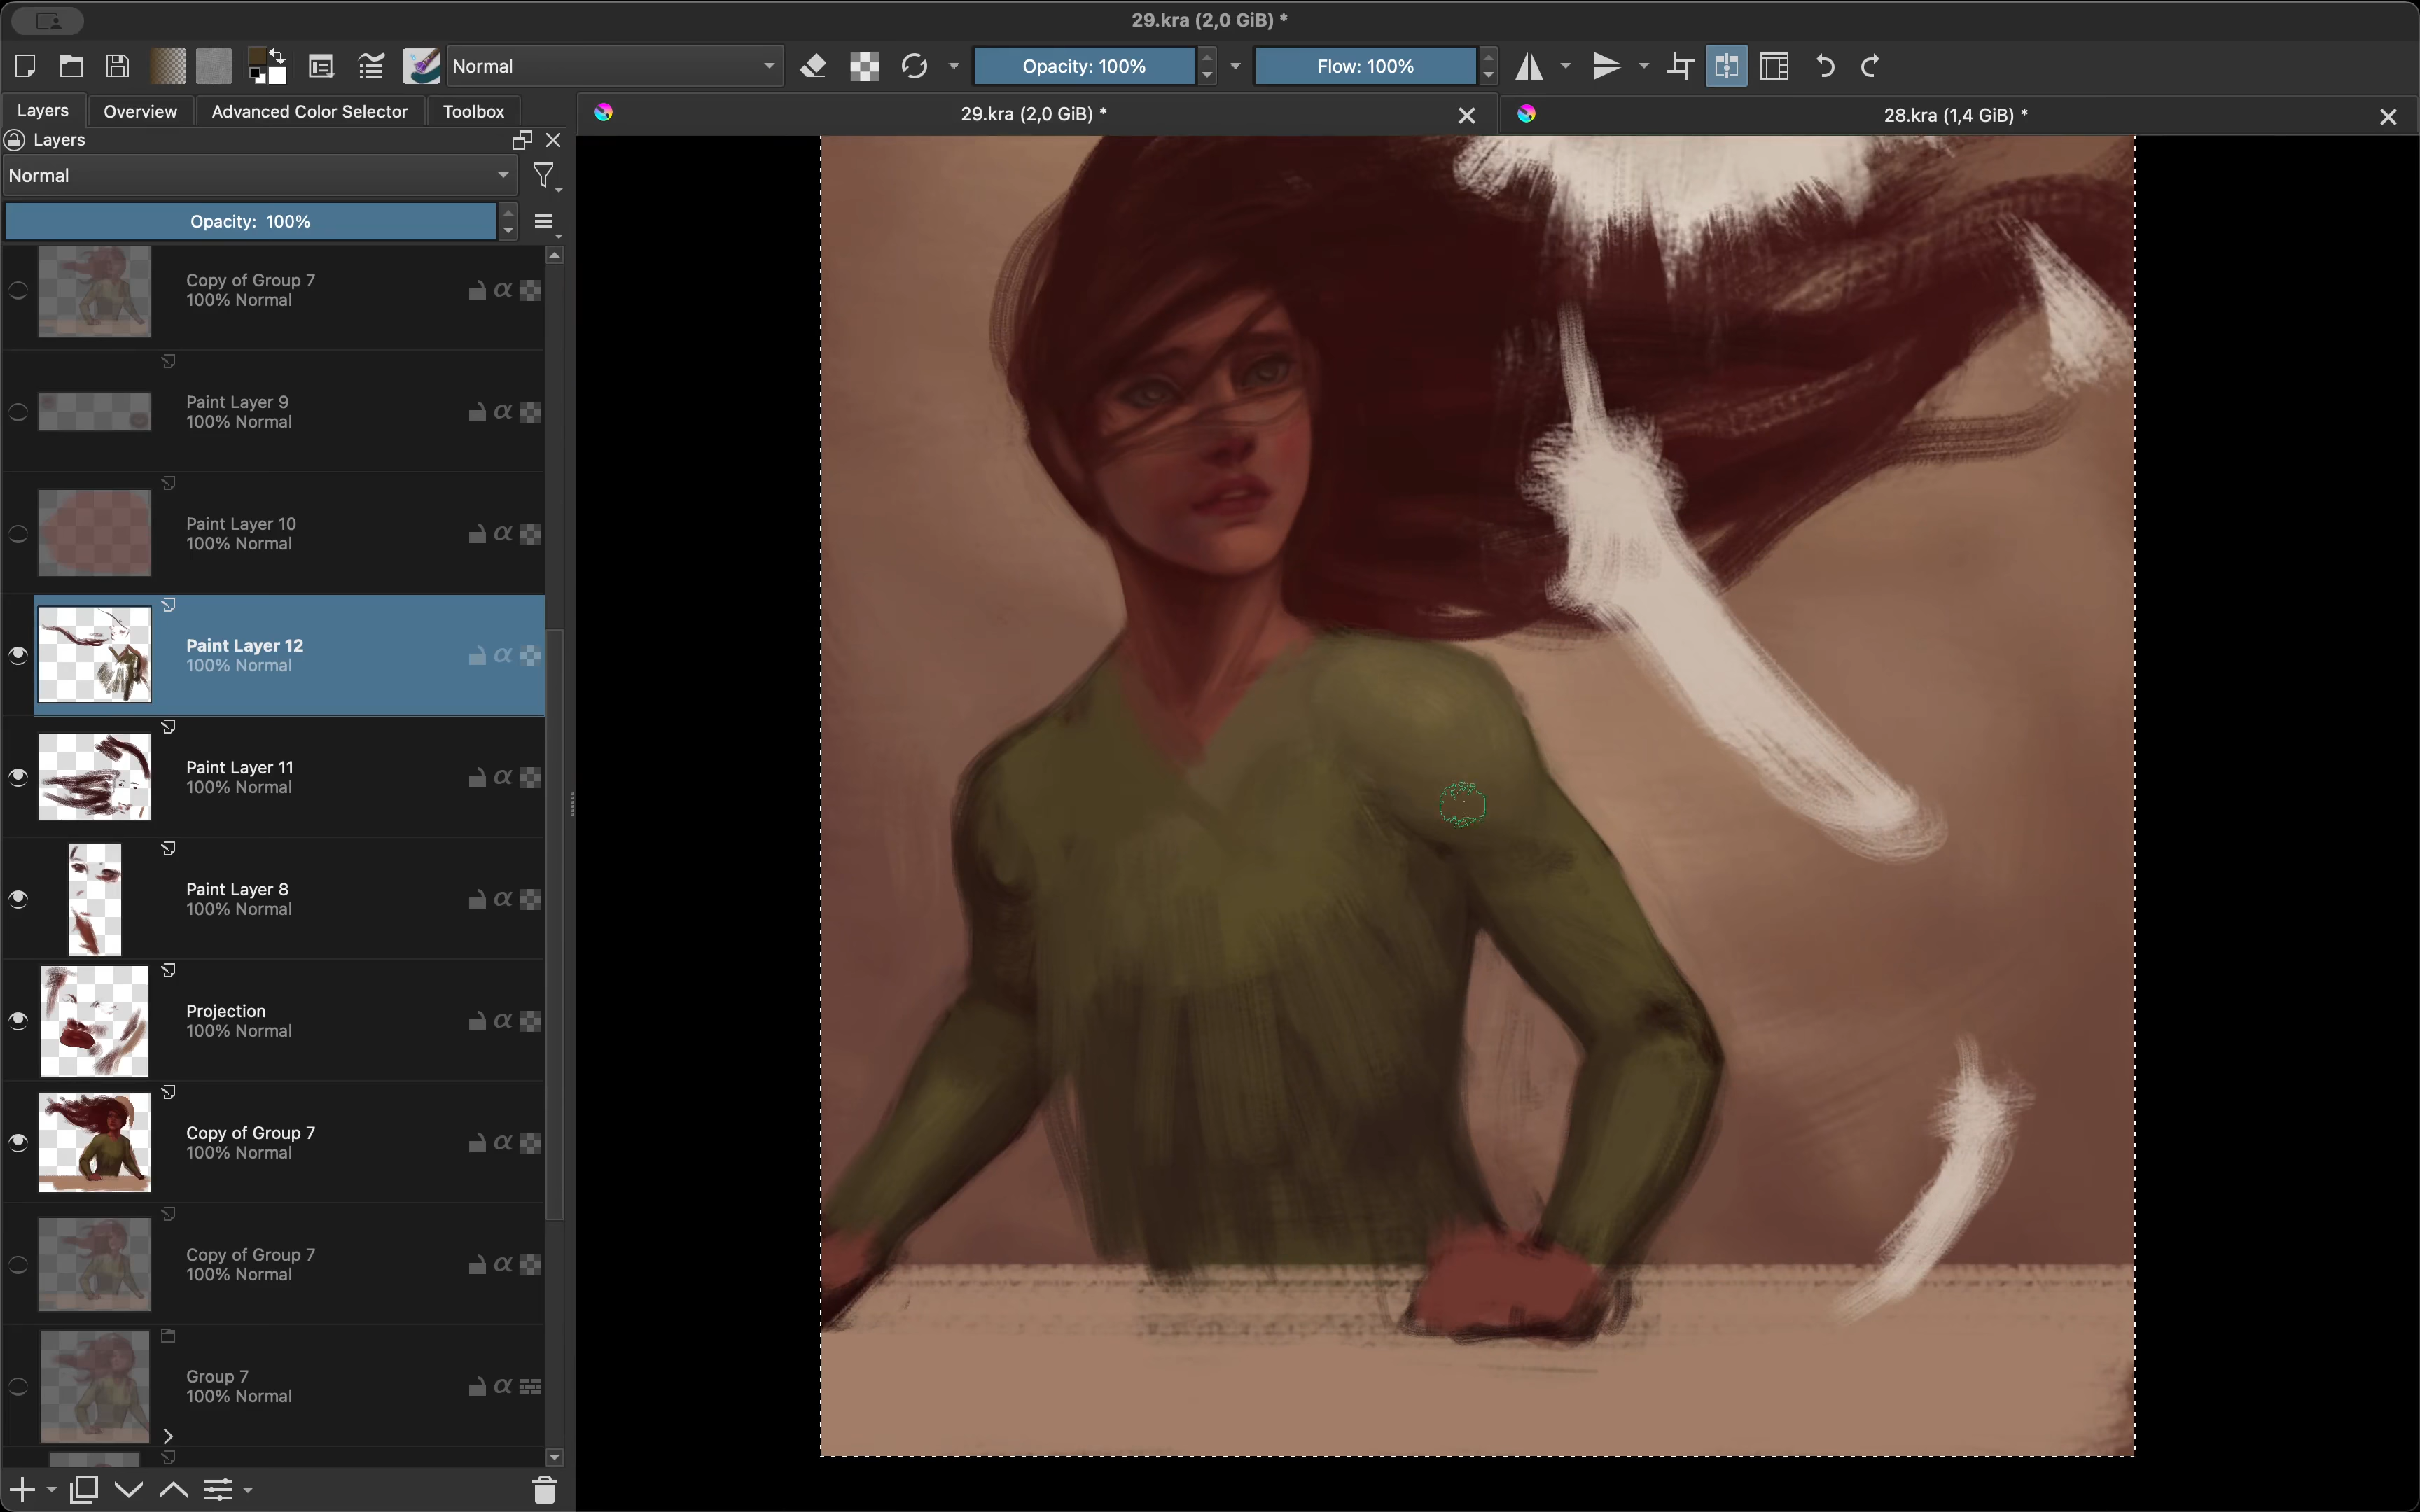 29.kra (2,0 GiB) *
Normal
Opacity: 100%
Flow: 100%
Layers
Overview
Advanced Color Selector
Toolbox
29.kra (2,0 GiB) *
28.kra (1,4 GiB) *
Layers
Normal
Opacity: 100%
Copy of Group 7
100% Normal
Paint Layer 9
100% Normal
Paint Layer 10
100% Normal
Paint Layer 12
100% Normal
Paint Layer 11
100% Normal
Paint Layer 8
100% Normal
Projection
100% Normal
Copy of Group 7
100% Normal
Copy of Group 7
100% Normal
Group 7
100% Normal